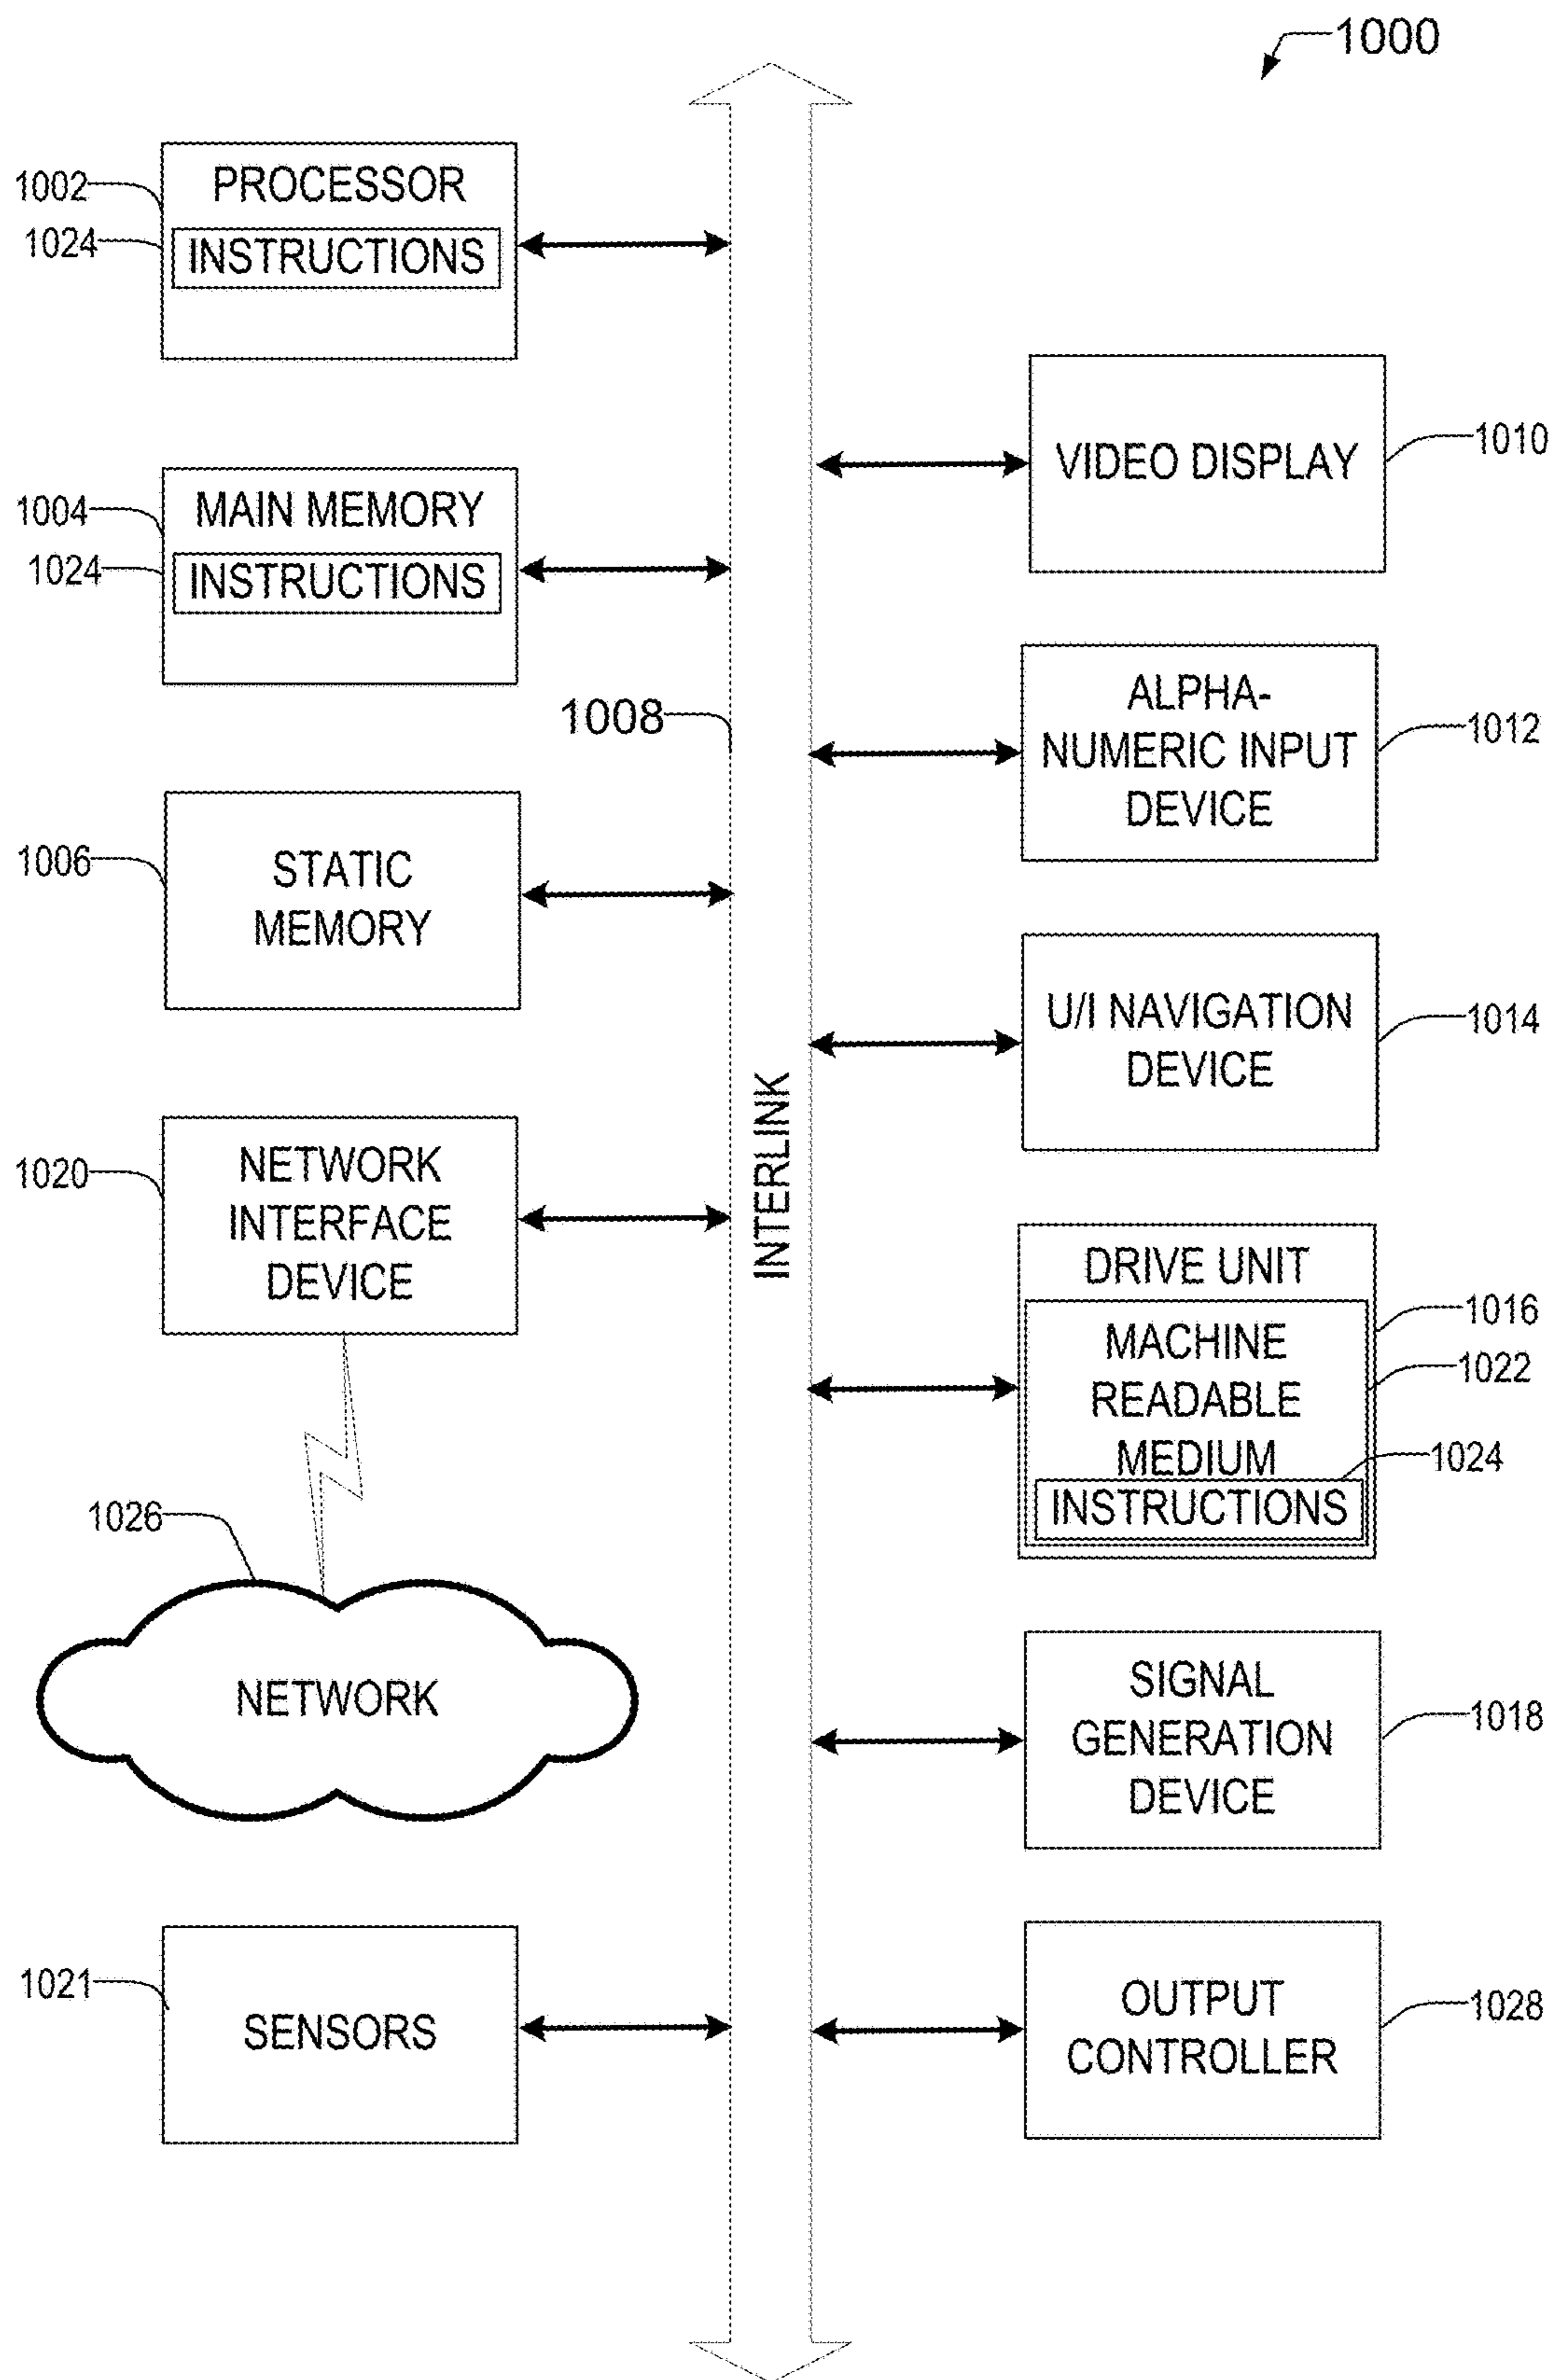 1000
1002
PROCESSOR
1024
INSTRUCTIONS
1004
MAIN MEMORY
1024
INSTRUCTIONS
1008
1006
STATIC
MEMORY
1020
NETWORK
INTERFACE
DEVICE
1026
NETWORK
1021
SENSORS
INTERLINK
VIDEO DISPLAY
1010
ALPHA-
NUMERIC INPUT
DEVICE
1012
U/I NAVIGATION
DEVICE
1014
DRIVE UNIT
1016
MACHINE
READABLE
MEDIUM
1022
1024
INSTRUCTIONS
SIGNAL
GENERATION
DEVICE
1018
OUTPUT
CONTROLLER
1028